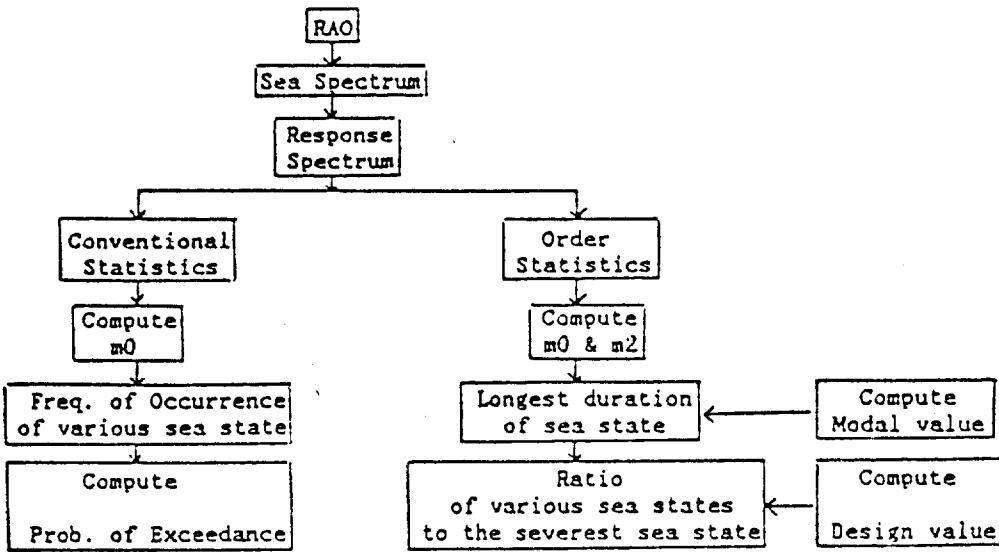 RAO
Sea Spectrum
Response
Spectrum
Conventional
Statistics
Order
Statistics
Compute
m0
Compute
m0 & m2
Freq. of Occurrence
of various sea state
Longest duration
of sea state
Compute
Modal value
Compute
Prob. of Exceedance
Ratio
of various sea states
to the severest sea state
Compute
Design value